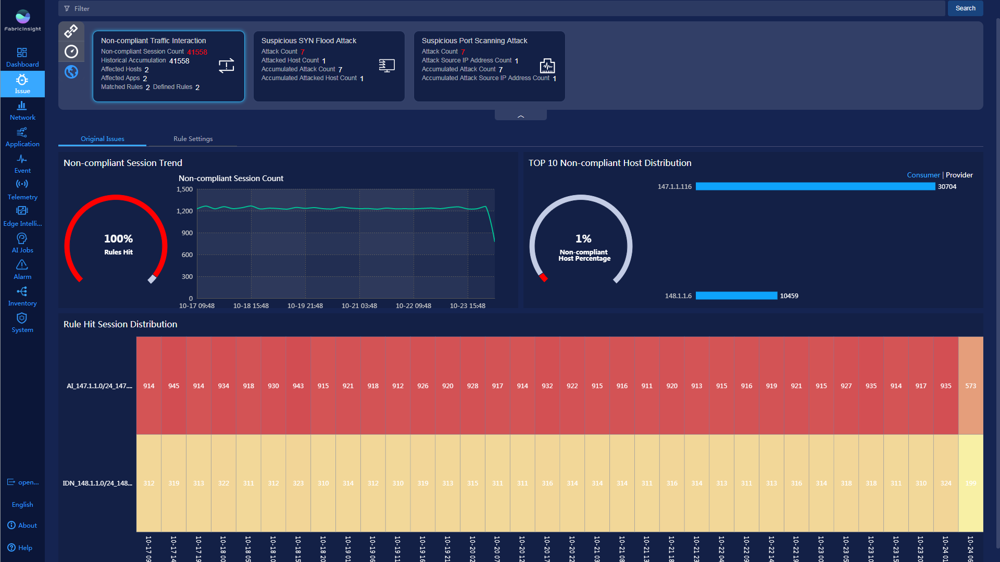 FabricInsight
Dashboard
Issue
Network
Application
Event
Telemetry
Edge Intelli...
AI Jobs
Alarm
Inventory
System
open...
English
About
Help
Filter
Search
Non-compliant Traffic Interaction
Non-compliant Session Count 41558
Historical Accumulation 41558
Affected Hosts 2
Affected Apps 2
Matched Rules 2 Defined Rules 2
Suspicious SYN Flood Attack
Attack Count 7
Attacked Host Count 1
Accumulated Attack Count 7
Accumulated Attacked Host Count 1
Suspicious Port Scanning Attack
Attack Count 7
Attack Source IP Address Count 1
Accumulated Attack Count 7
Accumulated Attack Source IP Address Count 1
Original Issues
Rule Settings
Non-compliant Session Trend
Non-compliant Session Count
1,500
1,200
900
600
300
0
10-17 09:48 10-18 15:48 10-19 21:48 10-21 03:48 10-22 09:48 10-23 15:48
100%
Rules Hit
TOP 10 Non-compliant Host Distribution
Consumer | Provider
147.1.1.116 30704
148.1.1.6 10459
1%
Non-compliant
Host Percentage
Rule Hit Session Distribution
AI_147.1.1.0/24_147.... 914 945 914 934 918 930 943 915 921 918 912 926 920 928 917 914 932 922 915 916 911 920 913 915 916 919 921 915 927 935 914 917 935 573
IDN_148.1.1.0/24_148... 312 319 313 322 311 312 323 310 314 312 310 319 313 315 311 311 316 314 314 314 311 316 314 313 311 313 316 314 318 318 311 310 324 199
10-17 09
10-17 14
10-17 19
10-18 00
10-18 05
10-18 10
10-18 15
10-18 20
10-19 01
10-19 06
10-19 11
10-19 16
10-19 21
10-20 02
10-20 07
10-20 12
10-20 17
10-20 22
10-21 03
10-21 08
10-21 13
10-21 18
10-21 23
10-22 04
10-22 09
10-22 14
10-22 19
10-23 00
10-23 05
10-23 10
10-23 15
10-23 20
10-24 01
10-24 06